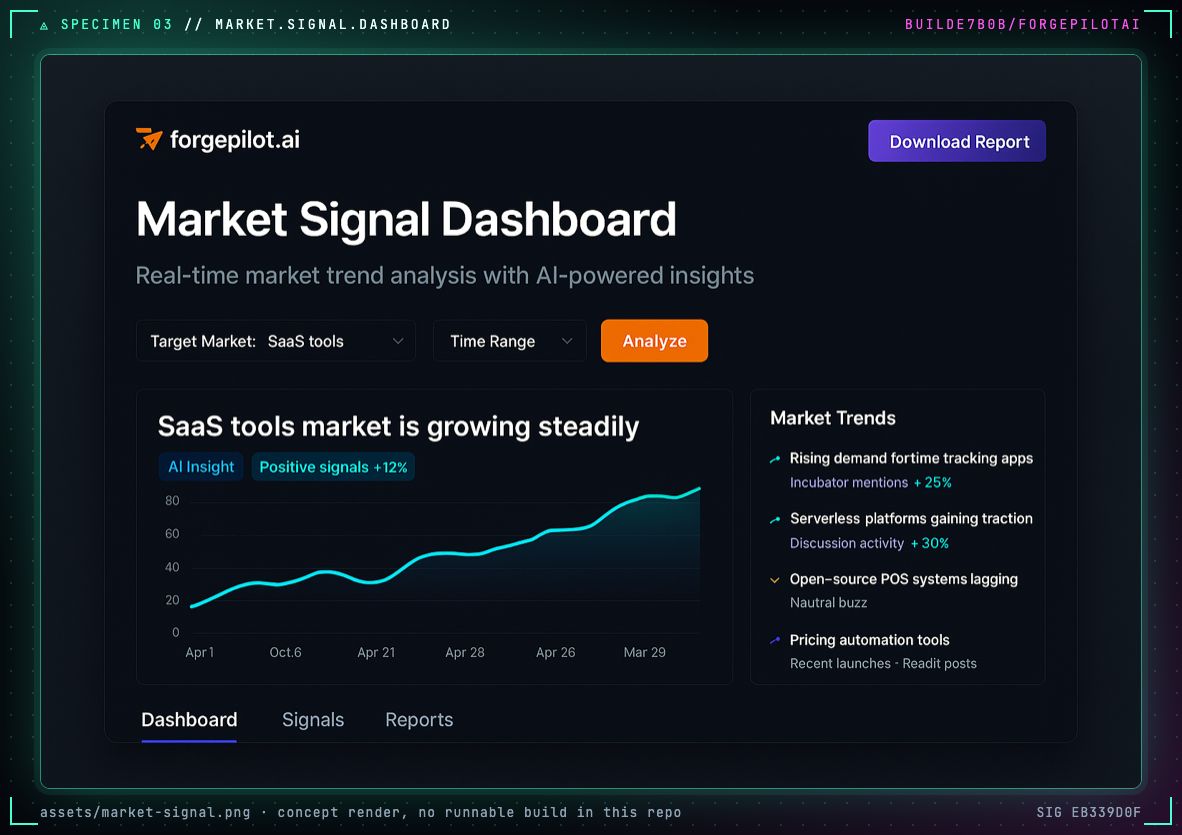 ◬ SPECIMEN 03 // MARKET.SIGNAL.DASHBOARD
BUILDE7B0B/FORGEPILOTAI
forgepilot.ai
Download Report
Market Signal Dashboard
Real-time market trend analysis with AI-powered insights
Target Market: SaaS tools
Time Range
Analyze
SaaS tools market is growing steadily
AI Insight
Positive signals +12%
80
60
40
20
0
Apr 1
Oct.6
Apr 21
Apr 28
Apr 26
Mar 29
Market Trends
Rising demand fortime tracking apps
Incubator mentions + 25%
Serverless platforms gaining traction
Discussion activity + 30%
Open-source POS systems lagging
Nautral buzz
Pricing automation tools
Recent launches - Readit posts
Dashboard
Signals
Reports
assets/market-signal.png · concept render, no runnable build in this repo
SIG EB339D0F